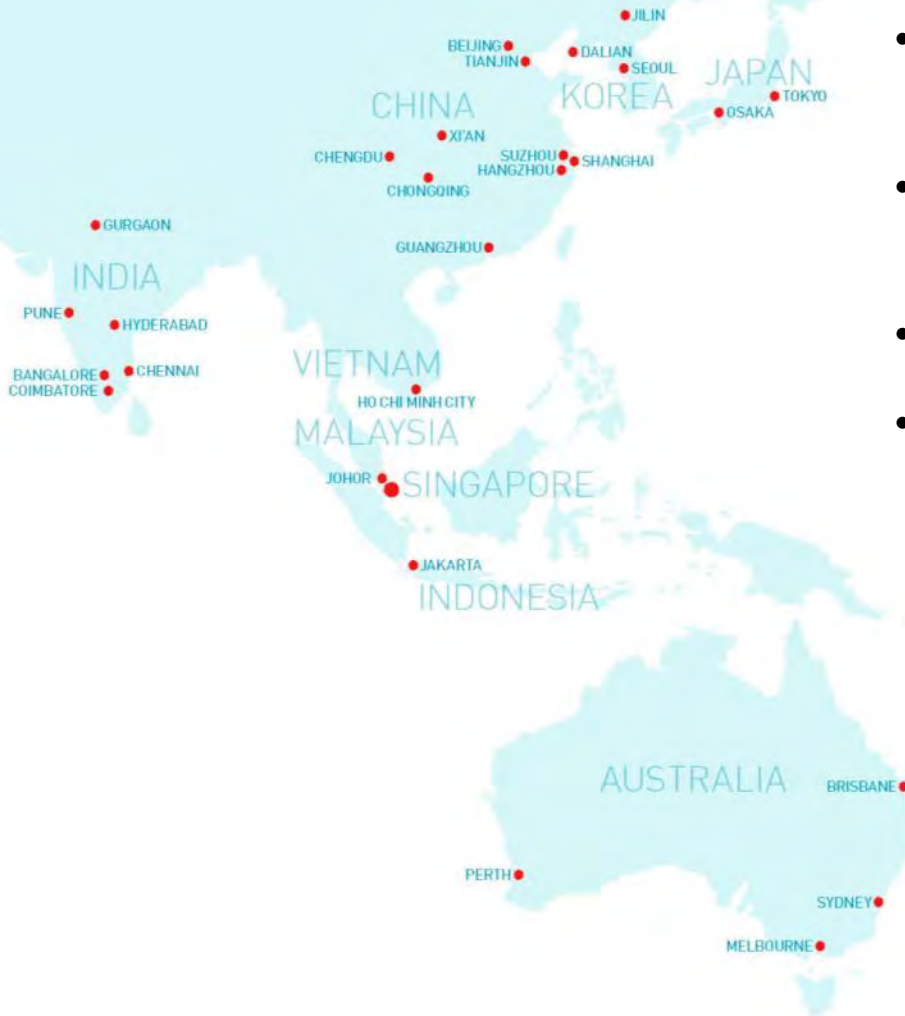 JILIN
BEIJING
DALIAN
TIANJIN
SEOUL
JAPAN
KOREA
TOKYO
CHINA
OSAKA
XI'AN
CHENGDU
SUZHOU
SHANGHAI
HANGZHOU
CHONGQING
GURGAON
GUANGZHOU
INDIA
PUNE
HYDERABAD
VIETNAM
CHENNAI
BANGALORE
COIMBATORE
HO CHI MINH CITY
MALAYSIA
JOHOR
SINGAPORE
JAKARTA
INDONESIA
AUSTRALIA
BRISBANE
PERTH
SYDNEY
MELBOURNE